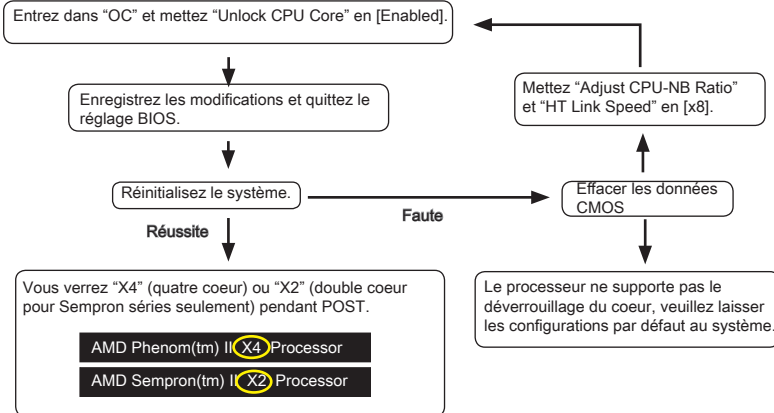 Entrez dans “OC” et mettez “Unlock CPU Core” en [Enabled].
Enregistrez les modifications et quittez le
réglage BIOS.
Mettez “Adjust CPU-NB Ratio”
et “HT Link Speed” en [x8].
Réinitialisez le système.
Effacer les données
CMOS
Faute
Réussite
Vous verrez “X4” (quatre coeur) ou “X2” (double coeur
pour Sempron séries seulement) pendant POST.
AMD Phenom(tm) II X4 Processor
AMD Sempron(tm) II X2 Processor
Le processeur ne supporte pas le
déverrouillage du coeur, veuillez laisser
les configurations par défaut au système.